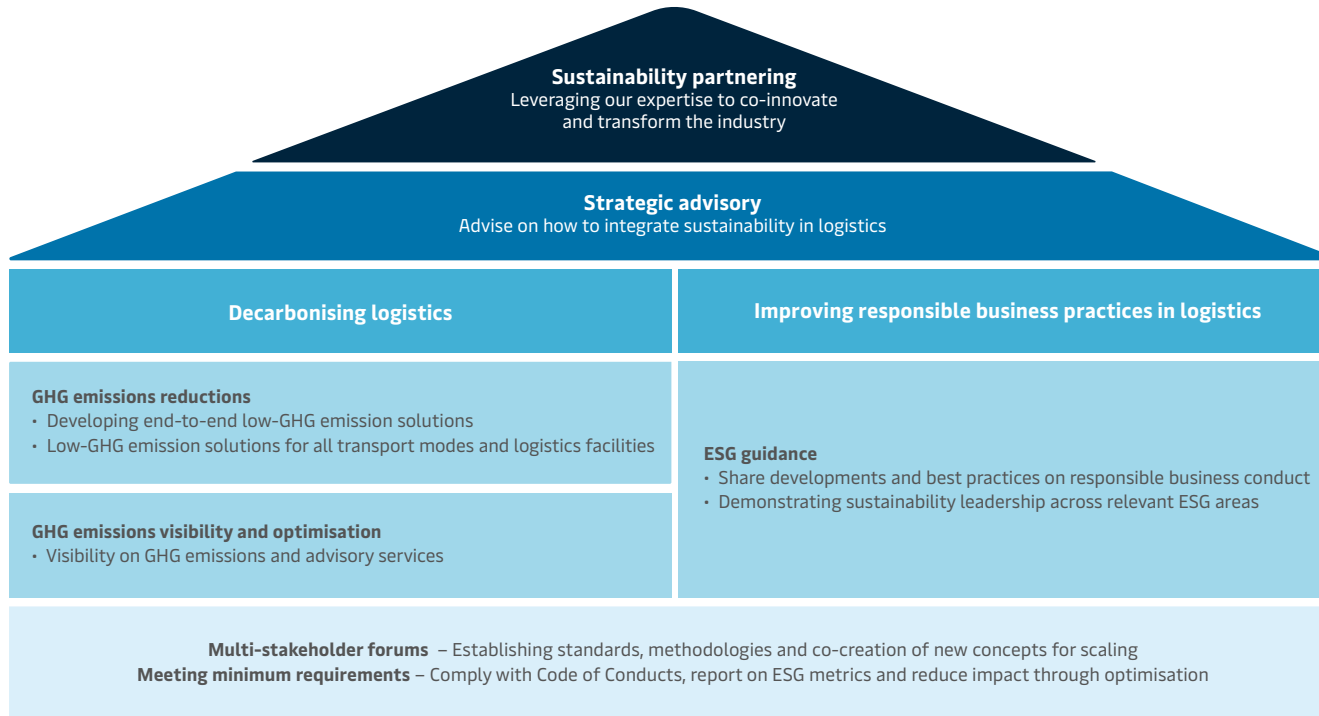 Sustainability partnering
Leveraging our expertise to co-innovate
and transform the industry
Strategic advisory
Advise on how to integrate sustainability in logistics
Decarbonising logistics
Improving responsible business practices in logistics
GHG emissions reductions
· Developing end-to-end low-GHG emission solutions
· Low-GHG emission solutions for all transport modes and logistics facilities
GHG emissions visibility and optimisation
· Visibility on GHG emissions and advisory services
ESG guidance
· Share developments and best practices on responsible business conduct
· Demonstrating sustainability leadership across relevant ESG areas
Multi-stakeholder forums – Establishing standards, methodologies and co-creation of new concepts for scaling
Meeting minimum requirements – Comply with Code of Conducts, report on ESG metrics and reduce impact through optimisation